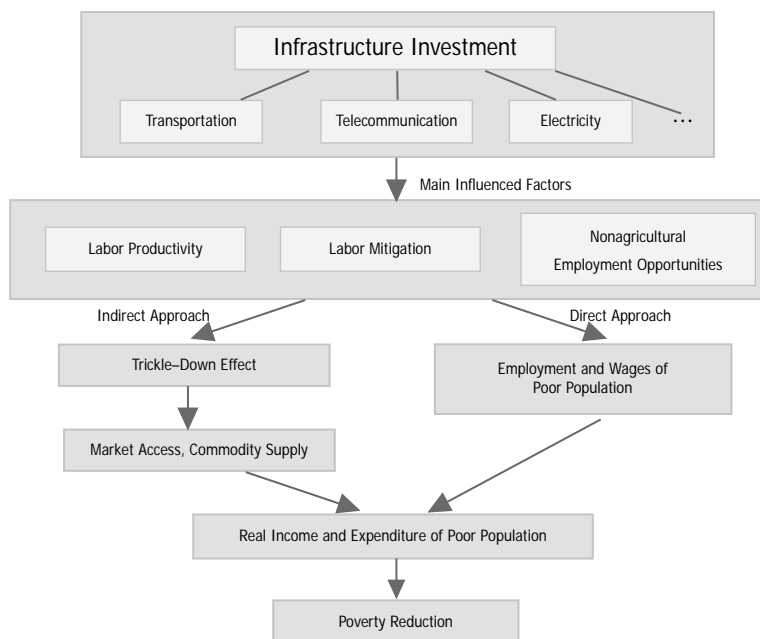 Infrastructure Investment
Transportation
Telecommunication
Electricity
...
Main Influenced Factors
Labor Productivity
Labor Mitigation
Nonagricultural
Employment Opportunities
Indirect Approach
Direct Approach
Trickle–Down Effect
Employment and Wages of
Poor Population
Market Access, Commodity Supply
Real Income and Expenditure of Poor Population
Poverty Reduction